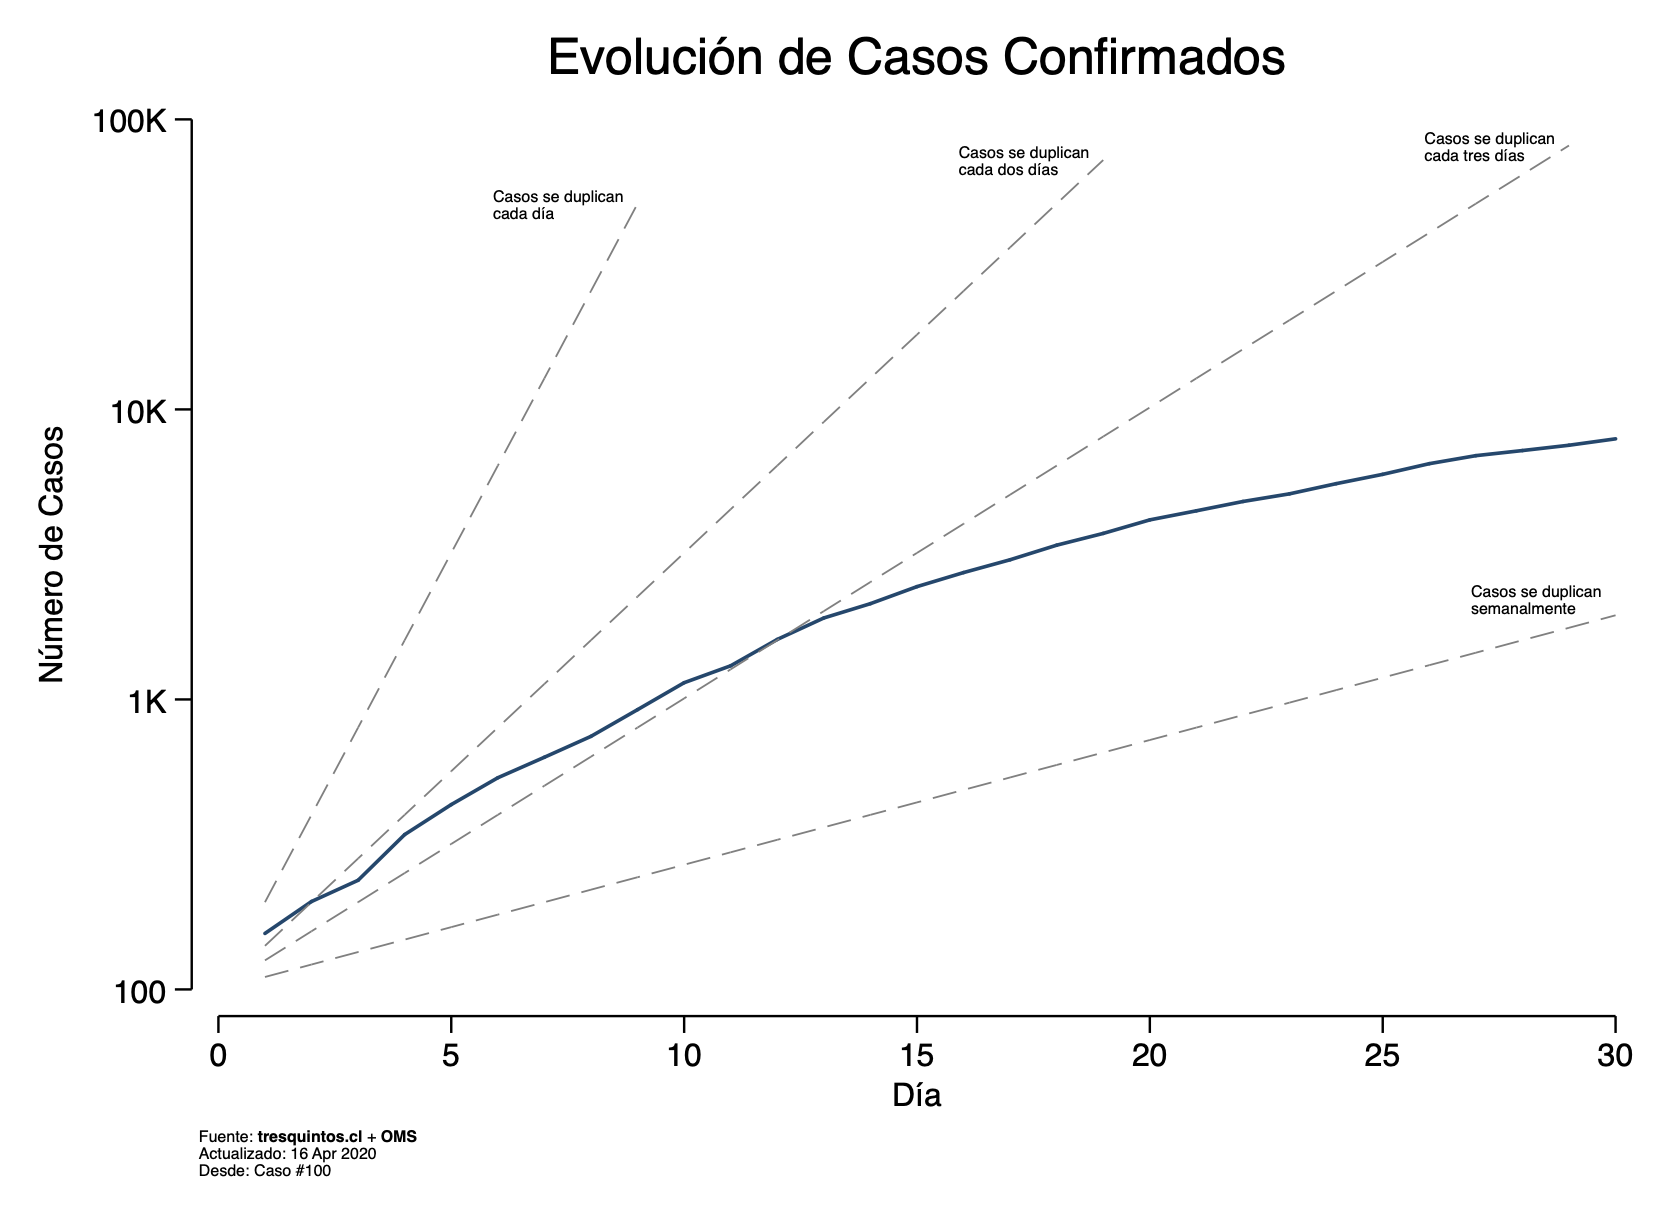 Evolución de Casos Confirmados
100K
10K
1K
100
Número de Casos
Casos se duplican
cada día
Casos se duplican
cada dos días
Casos se duplican
cada tres días
Casos se duplican
semanalmente
0 5 10 15 20 25 30
Día
Fuente: tresquintos.cl + OMS
Actualizado: 16 Apr 2020
Desde: Caso #100